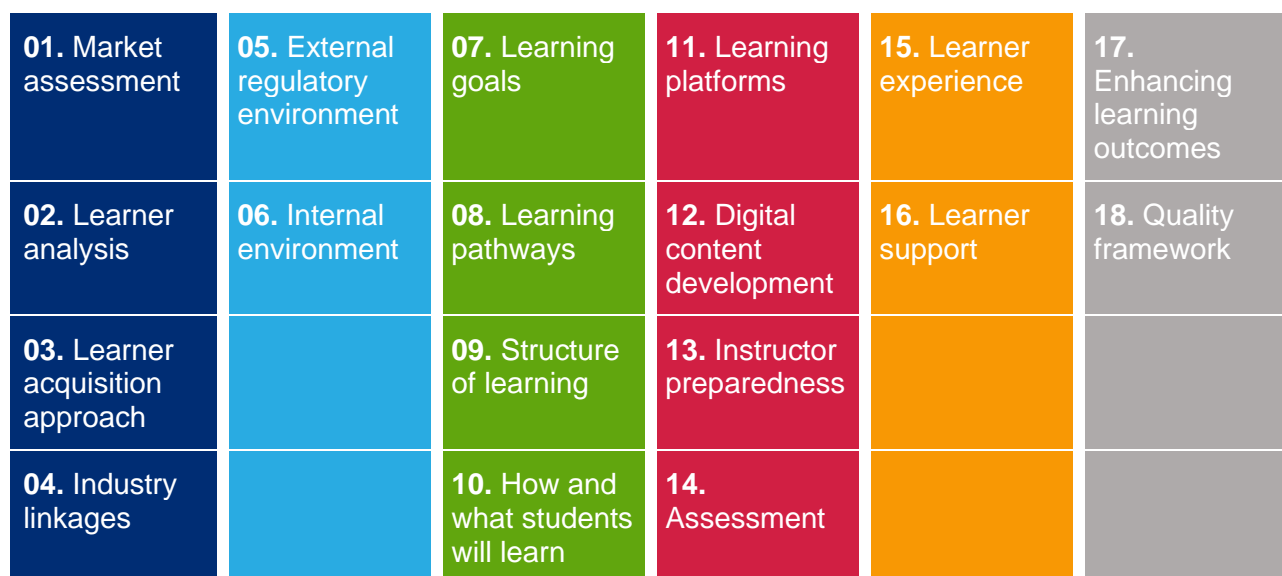 01. Market
assessment
02. Learner
analysis
03. Learner
acquisition
approach
04. Industry
linkages
05. External
regulatory
environment
06. Internal
environment
07. Learning
goals
08. Learning
pathways
09. Structure
of learning
10. How and
what students
will learn
11. Learning
platforms
12. Digital
content
development
13. Instructor
preparedness
14.
Assessment
15. Learner
experience
16. Learner
support
17.
Enhancing
learning
outcomes
18. Quality
framework